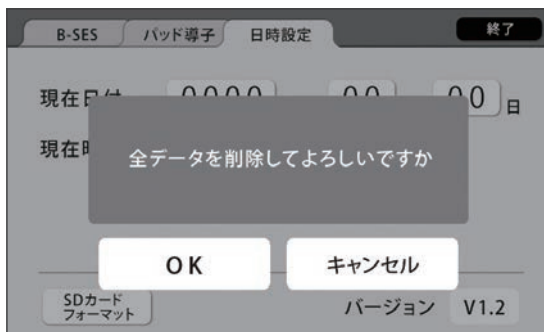 B-SES パッド導子 日時設定 終了
現在日付 0000 00 00 日
現在時
全データを削除してよろしいですか
OK キャンセル
SDカード
フォーマット
バージョン V1.2